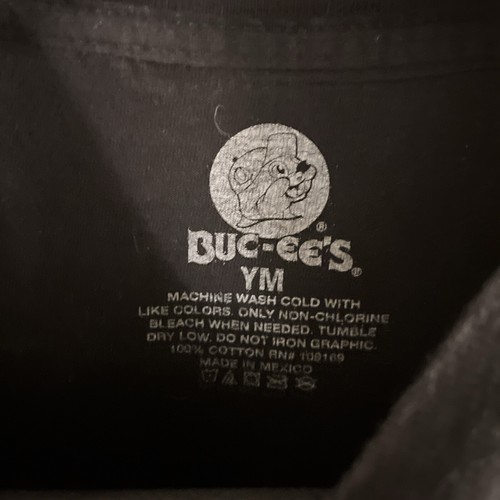 BUC-EE'S®
YM
MACHINE WASH COLD WITH
LIKE COLORS. ONLY NON-CHLORINE
BLEACH WHEN NEEDED. TUMBLE
DRY LOW. DO NOT IRON GRAPHIC.
100% COTTON RN# 109169
MADE IN MEXICO